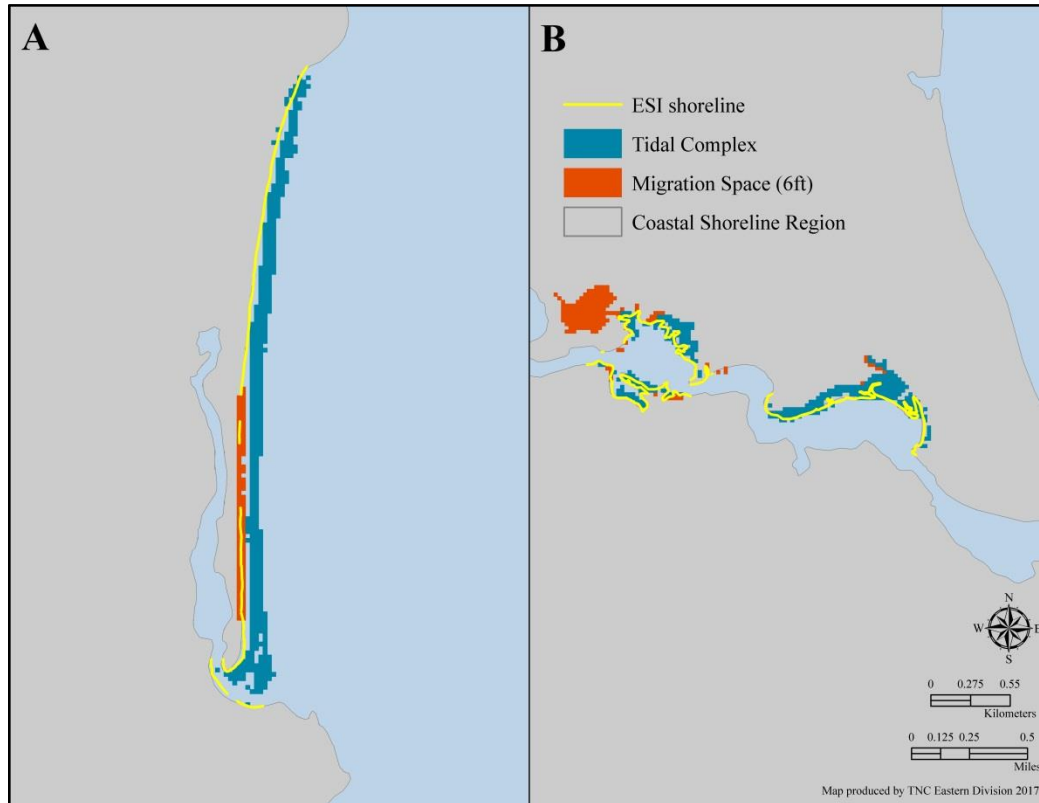 A
B
ESI shoreline
Tidal Complex
Migration Space (6ft)
Coastal Shoreline Region
N
W E
S
0 0.275 0.55
Kilometers
0 0.125 0.25 0.5
Miles
Map produced by TNC Eastern Division 2017